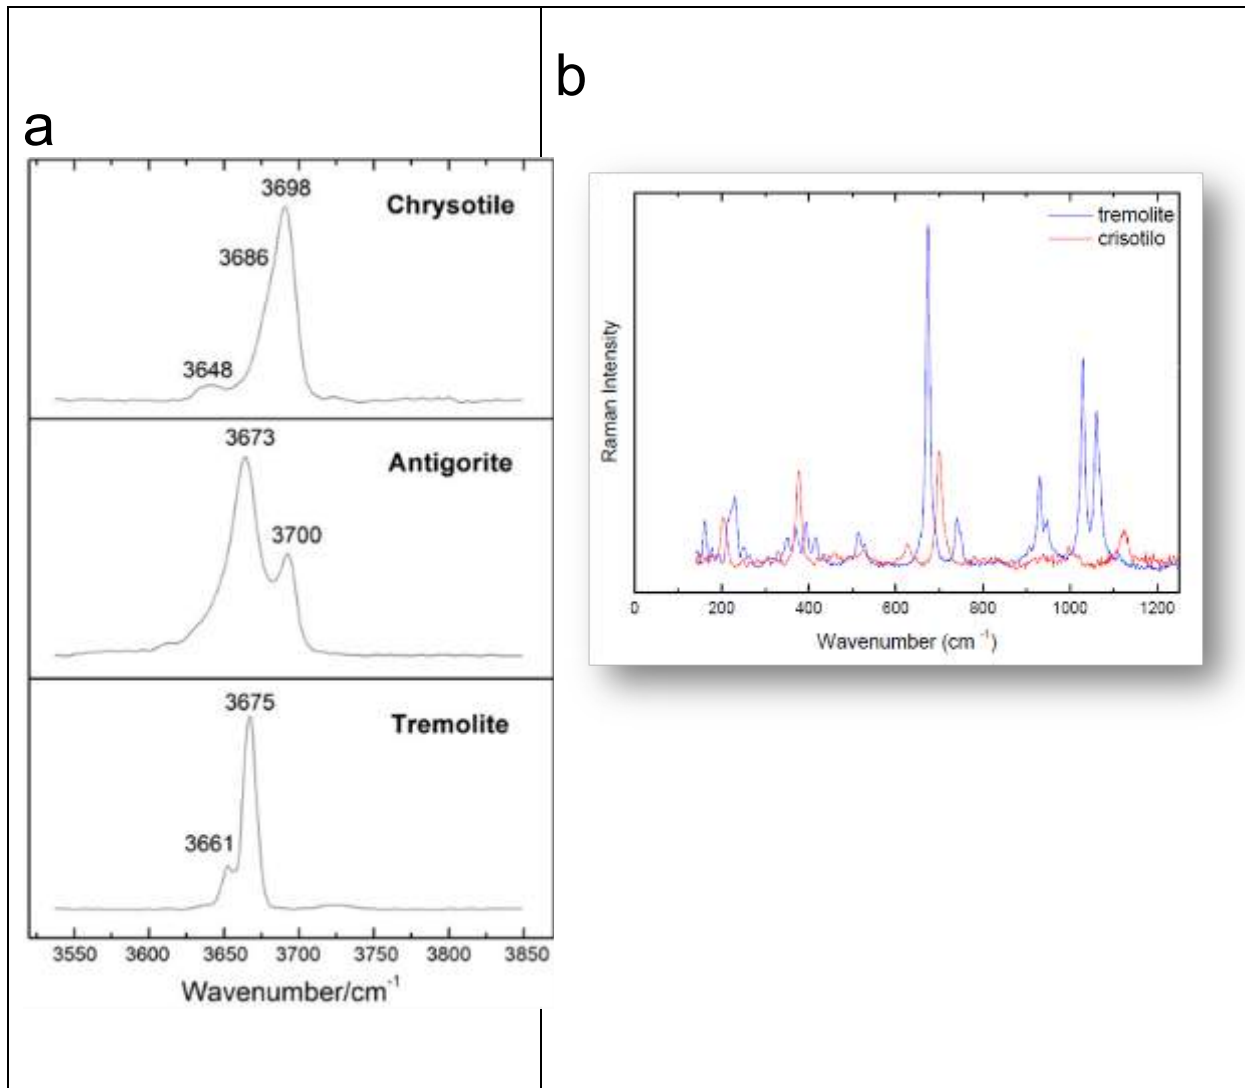 a
3698
Chrysotile
3686
3648
3673
Antigorite
3700
3675
Tremolite
3661
3550 3600 3650 3700 3750 3800 3850
Wavenumber/cm⁻¹
b
tremolite
crisotilo
Raman Intensity
0 200 400 600 800 1000 1200
Wavenumber (cm ⁻¹)